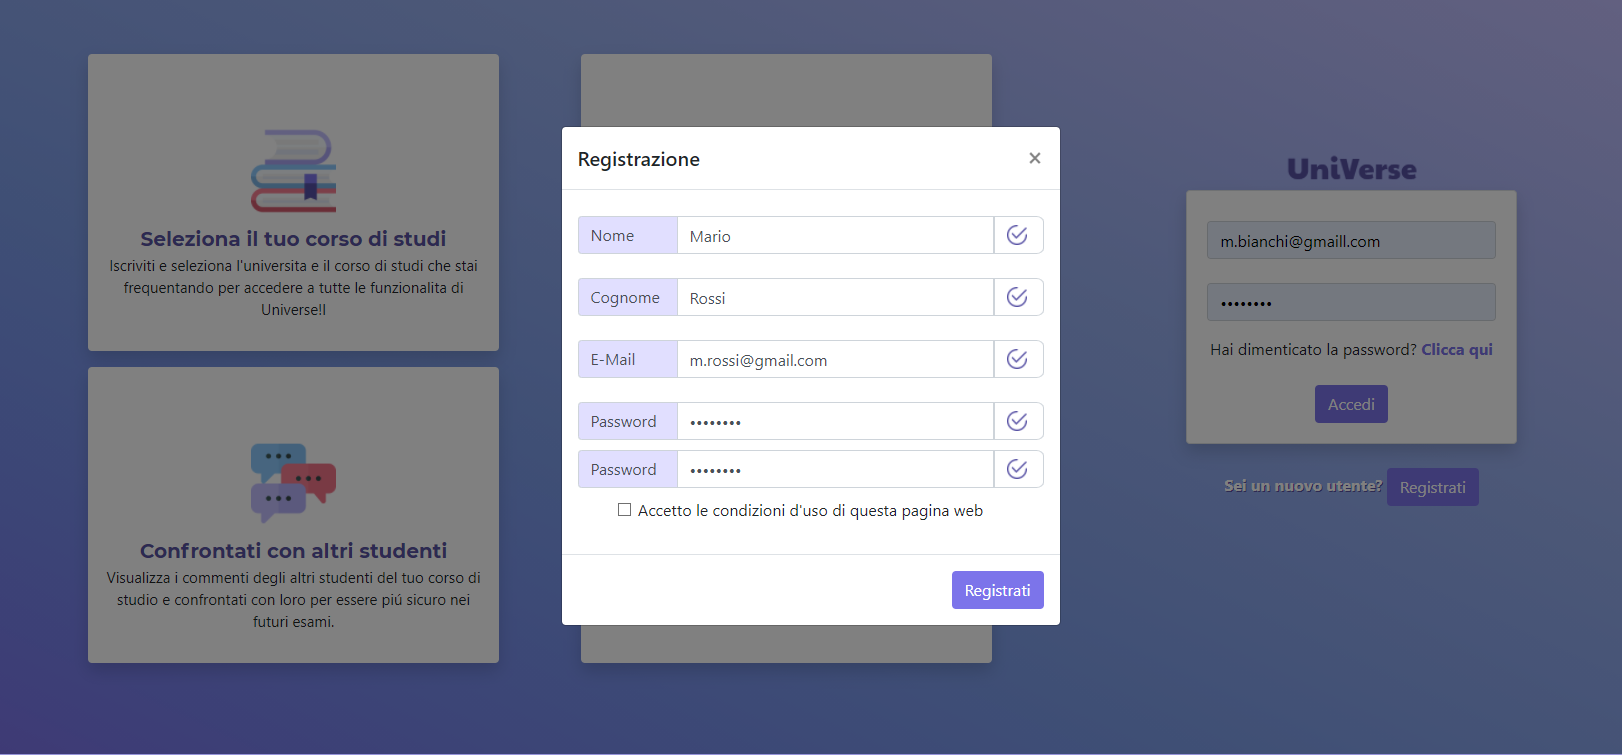 Seleziona il tuo corso di studi
Iscriviti e seleziona l'universita e il corso di studi che stai
frequentando per accedere a tutte le funzionalita di
Universe!I
Confrontati con altri studenti
Visualizza i commenti degli altri studenti del tuo corso di
studio e confrontati con loro per essere piú sicuro nei
futuri esami.
Registrazione ×
Nome Mario
Cognome Rossi
E-Mail m.rossi@gmail.com
Password ••••••••
Password ••••••••
Accetto le condizioni d'uso di questa pagina web
Registrati
UniVerse
m.bianchi@gmaill.com
••••••••
Hai dimenticato la password? Clicca qui
Accedi
Sei un nuovo utente? Registrati